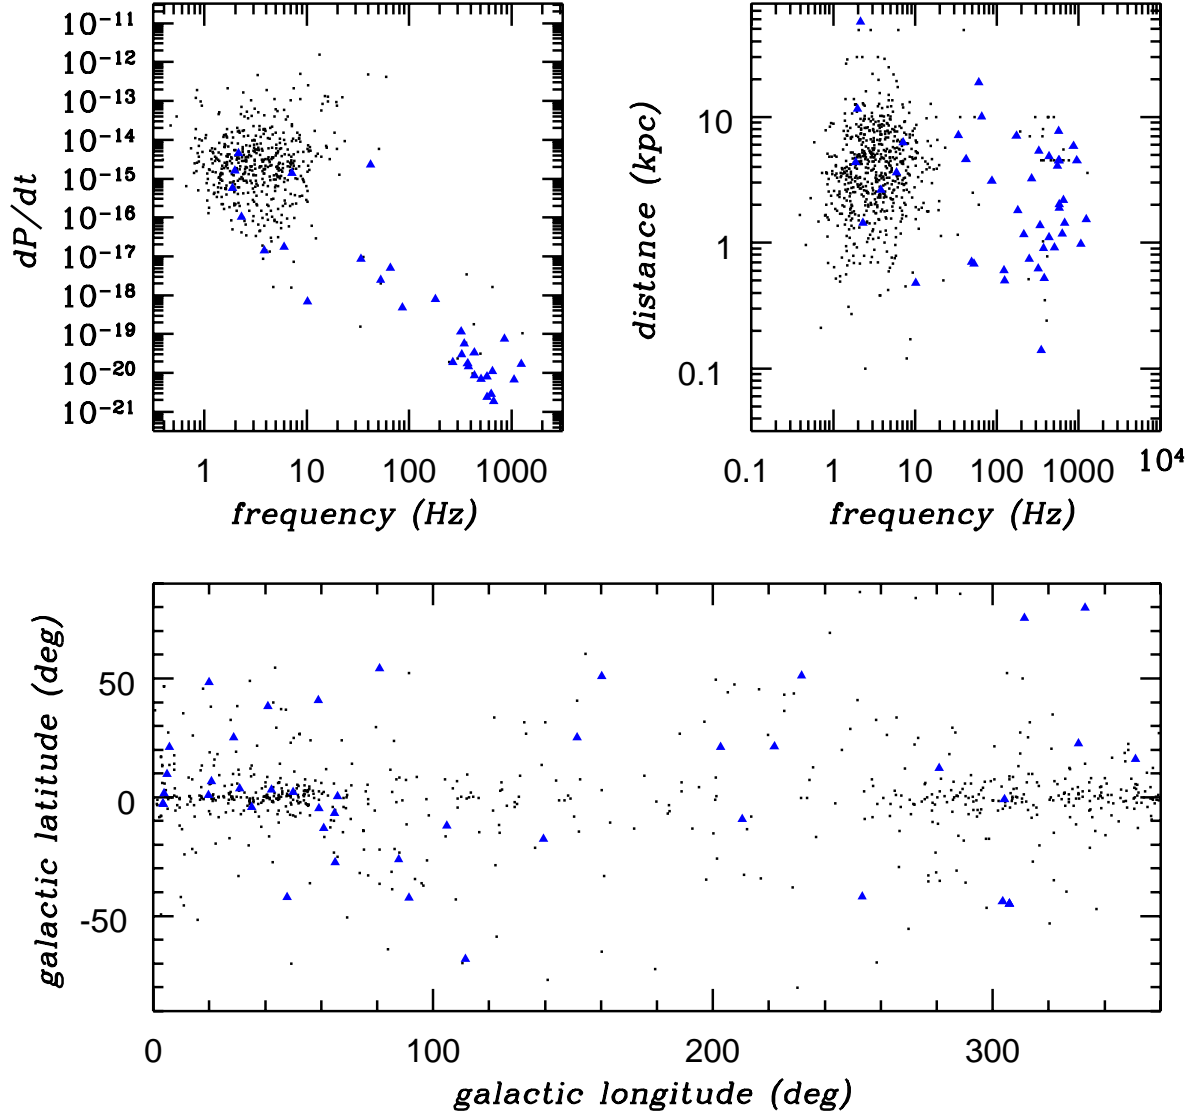 10⁻¹¹
10⁻¹²
10⁻¹³
10⁻¹⁴
10⁻¹⁵
10⁻¹⁶
10⁻¹⁷
10⁻¹⁸
10⁻¹⁹
10⁻²⁰
10⁻²¹
dP/dt
1 10 100 1000
frequency (Hz)
10
1
0.1
distance (kpc)
0.1 1 10 100 1000 10⁴
frequency (Hz)
50
0
-50
galactic latitude (deg)
0 100 200 300
galactic longitude (deg)